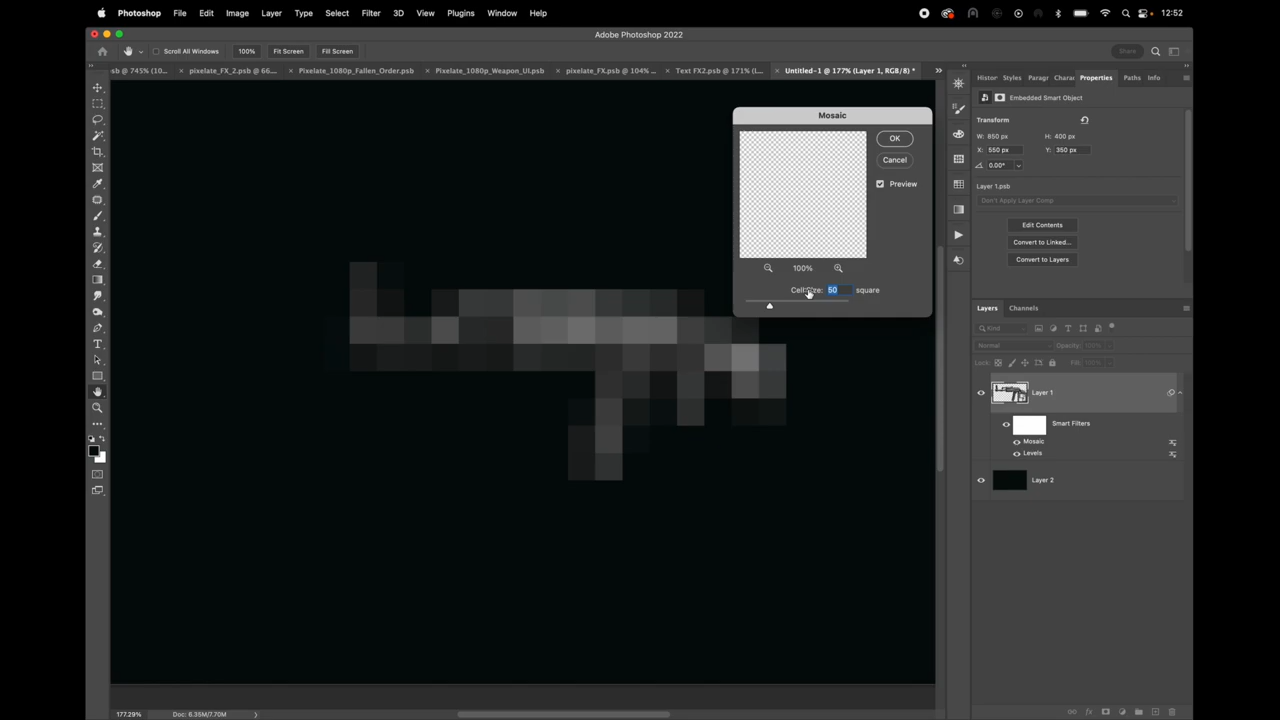 Photoshop File Edit Image Layer Type Select Filter 3D View Plugins Window Help 12:52
Adobe Photoshop 2022
Scroll All Windows 100% Fit Screen Fill Screen Share
sb @ 745% (10... × pixelate_FX_2.psb @ 66.... × Pixelate_1080p_Fallen_Order.psb × Pixelate_1080p_Weapon_UI.psb × pixelate_FX.psb @ 104% ... × Text FX2.psb @ 171% (L... × Untitled-1 @ 177% (Layer 1, RGB/8) *
Histor Styles Paragr Charac Properties Paths Info
Embedded Smart Object
Transform
W: 850 px H: 400 px
X: 550 px Y: 350 px
0.00°
Layer 1.psb
Don't Apply Layer Comp
Edit Contents
Convert to Linked...
Convert to Layers
Mosaic
OK
Cancel
Preview
100%
Cell Size: 50 square
Layers Channels
Kind
Normal Opacity: 100%
Lock: Fill: 100%
Layer 1
Smart Filters
Mosaic
Levels
Layer 2
177.29% Doc: 6.35M/7.70M